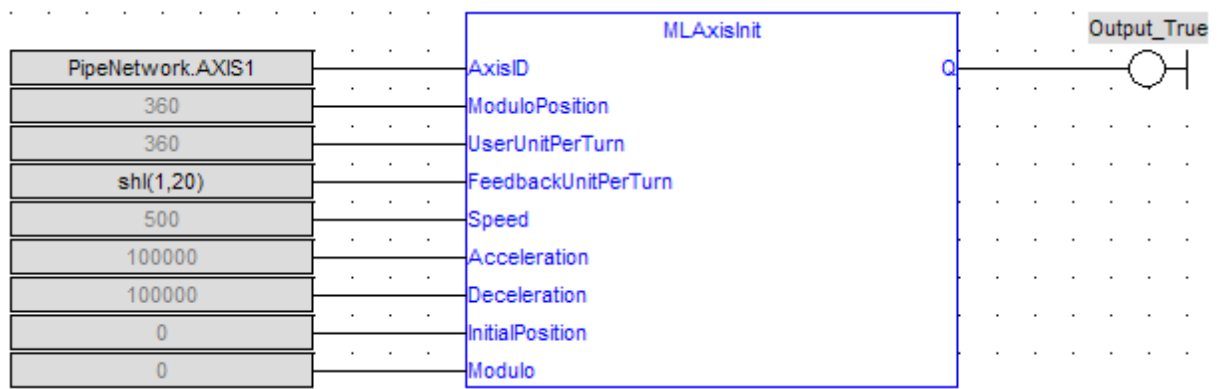 MLAxisInit
Output_True
PipeNetwork.AXIS1 AxisID Q
360 ModuloPosition
360 UserUnitPerTurn
shl(1,20) FeedbackUnitPerTurn
500 Speed
100000 Acceleration
100000 Deceleration
0 InitialPosition
0 Modulo